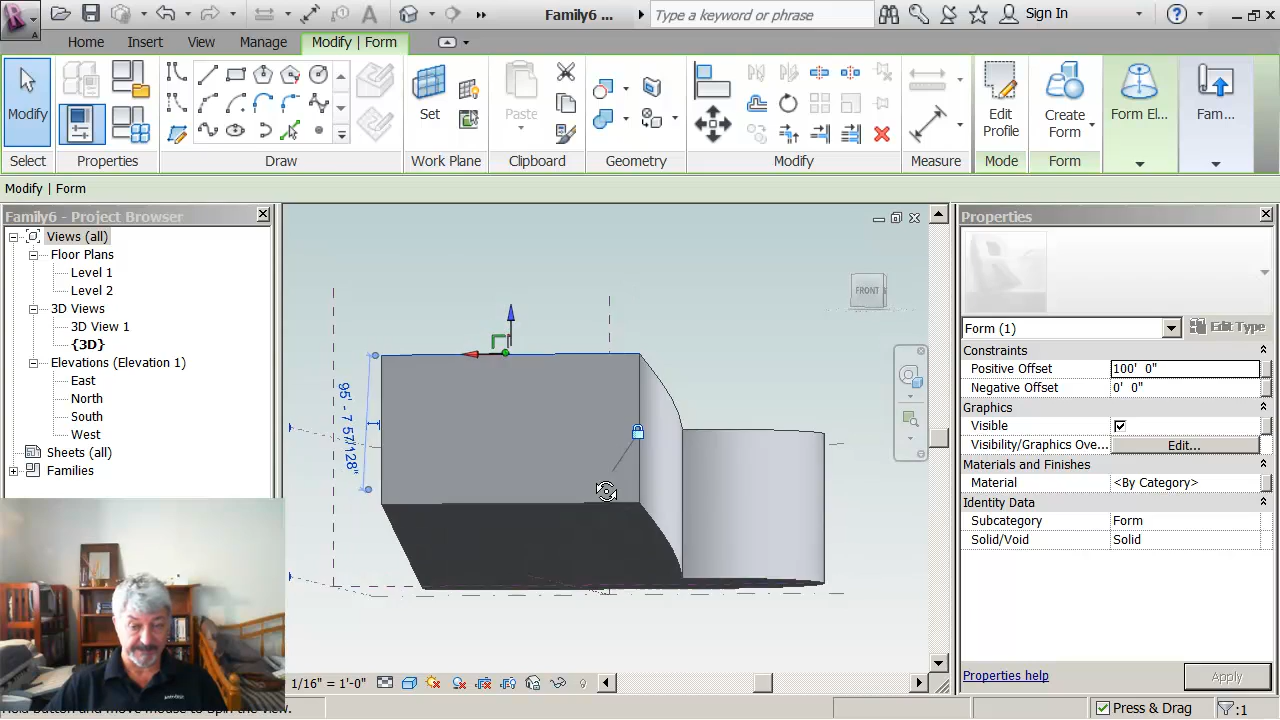 Family6 ...
Type a keyword or phrase
Sign In
Home
Insert
View
Manage
Modify | Form
Modify
Set
Paste
Edit
Profile
Create
Form
Form El...
Fam...
Select
Properties
Draw
Work Plane
Clipboard
Geometry
Modify
Measure
Mode
Form
Modify | Form
Family6 - Project Browser
Views (all)
Floor Plans
Level 1
Level 2
3D Views
3D View 1
{3D}
Elevations (Elevation 1)
East
North
South
West
Sheets (all)
Families
FRONT
95' - 7 57/128"
1/16" = 1'-0"
Properties
Form (1)
Edit Type
Constraints
Positive Offset
100' 0"
Negative Offset
0' 0"
Graphics
Visible
Visibility/Graphics Ove...
Edit...
Materials and Finishes
Material
<By Category>
Identity Data
Subcategory
Form
Solid/Void
Solid
Properties help
Apply
Press & Drag
:1